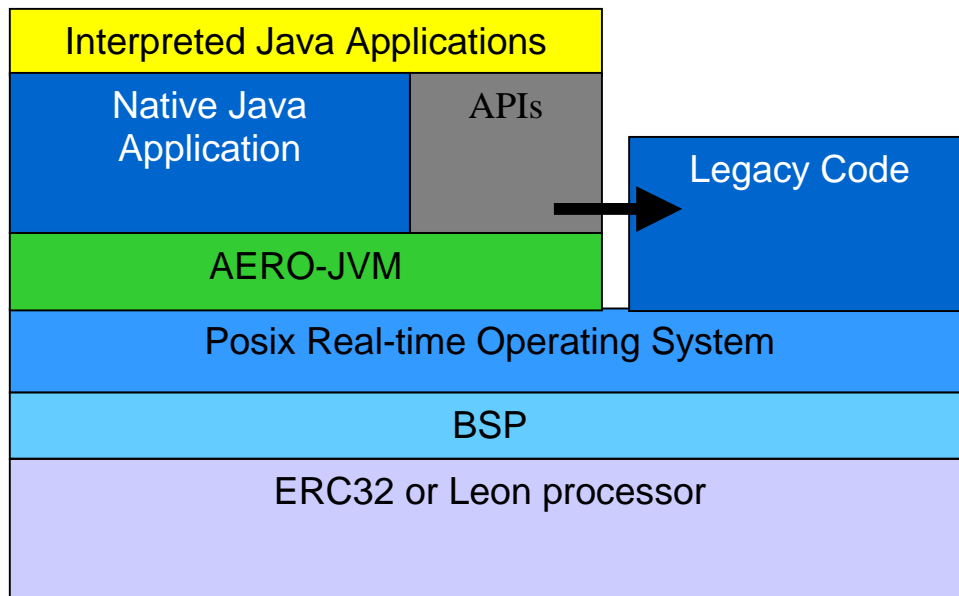 Interpreted Java Applications
Native Java
Application
APIs
Legacy Code
AERO-JVM
Posix Real-time Operating System
BSP
ERC32 or Leon processor